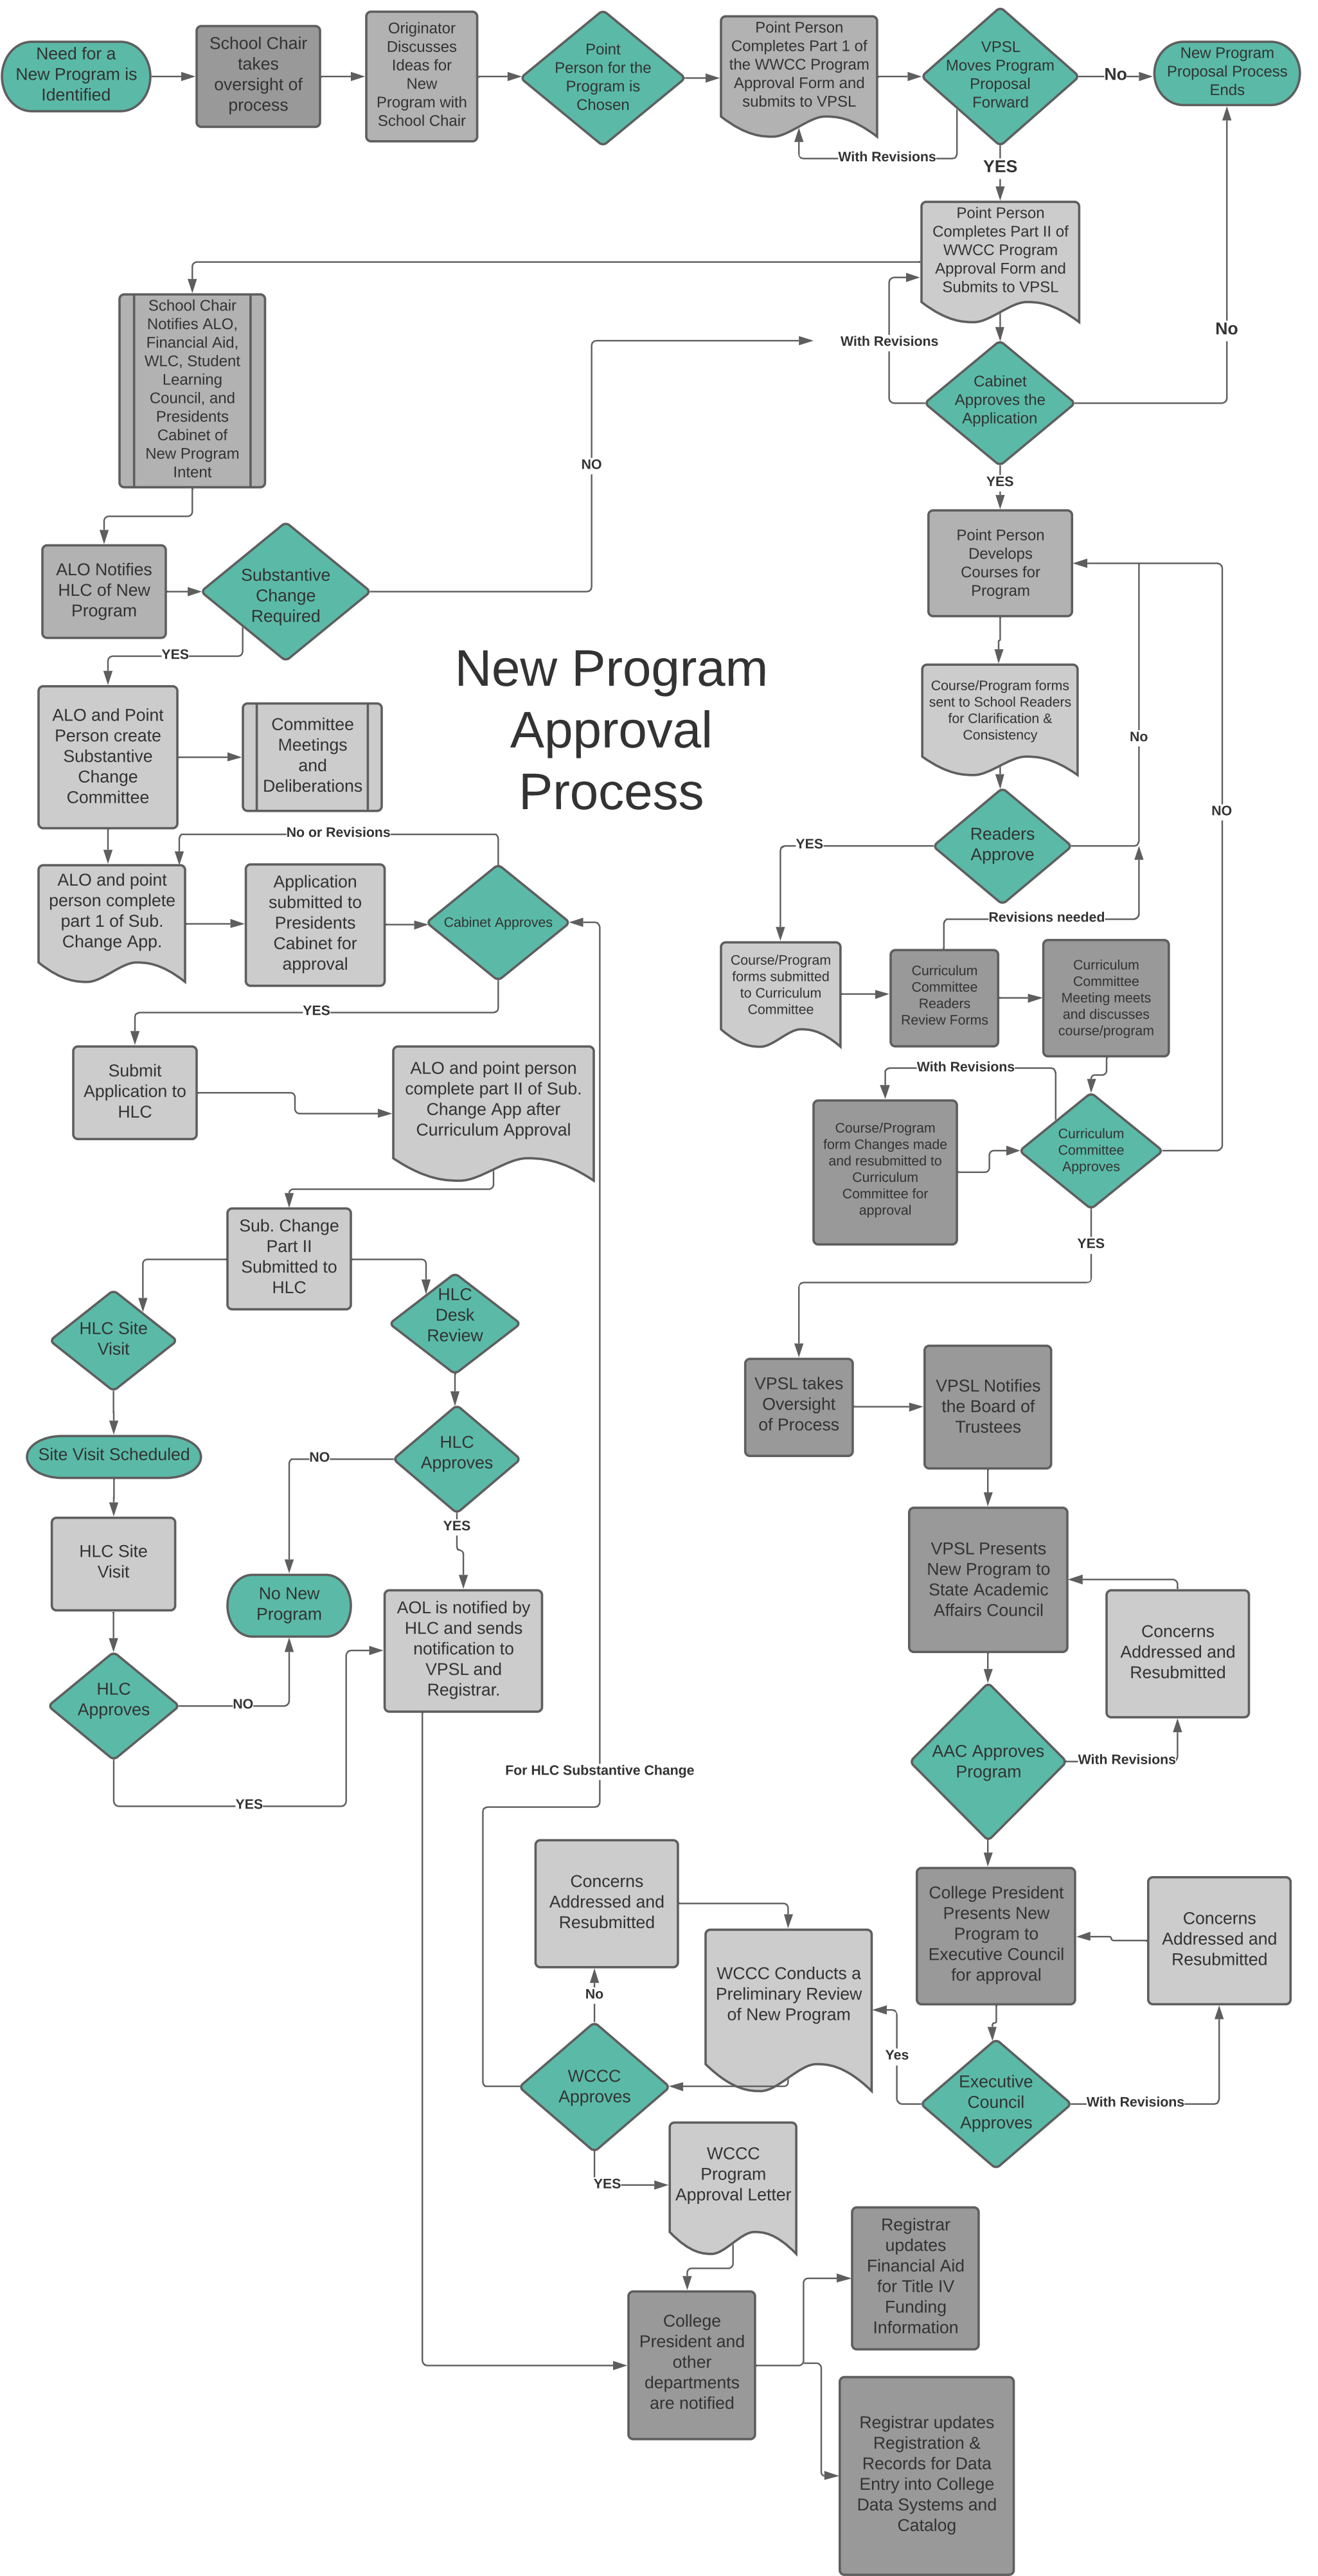 Need for a
New Program is
Identified
School Chair
takes
oversight of
process
Originator
Discusses
Ideas for
New
Program with
School Chair
Point
Person for the
Program is
Chosen
Point Person
Completes Part 1 of
the WWCC Program
Approval Form and
submits to VPSL
VPSL
Moves Program
Proposal
Forward
No
New Program
Proposal Process
Ends
With Revisions
YES
Point Person
Completes Part II of
WWCC Program
Approval Form and
Submits to VPSL
School Chair
Notifies ALO,
Financial Aid,
WLC, Student
Learning
Council, and
Presidents
Cabinet of
New Program
Intent
With Revisions
No
Cabinet
Approves the
Application
NO
YES
ALO Notifies
HLC of New
Program
Substantive
Change
Required
Point Person
Develops
Courses for
Program
YES
New Program
Approval
Process
ALO and Point
Person create
Substantive
Change
Committee
Committee
Meetings
and
Deliberations
Course/Program forms
sent to School Readers
for Clarification &
Consistency
No
NO
No or Revisions
Readers
Approve
YES
ALO and point
person complete
part 1 of Sub.
Change App.
Application
submitted to
Presidents
Cabinet for
approval
Cabinet Approves
Revisions needed
Course/Program
forms submitted
to Curriculum
Committee
Curriculum
Committee
Readers
Review Forms
Curriculum
Committee
Meeting meets
and discusses
course/program
YES
Submit
Application to
HLC
ALO and point person
complete part II of Sub.
Change App after
Curriculum Approval
With Revisions
Course/Program
form Changes made
and resubmitted to
Curriculum
Committee for
approval
Curriculum
Committee
Approves
YES
Sub. Change
Part II
Submitted to
HLC
HLC Site
Visit
HLC
Desk
Review
VPSL takes
Oversight
of Process
VPSL Notifies
the Board of
Trustees
Site Visit Scheduled
NO
HLC
Approves
YES
HLC Site
Visit
No New
Program
AOL is notified by
HLC and sends
notification to
VPSL and
Registrar.
VPSL Presents
New Program to
State Academic
Affairs Council
Concerns
Addressed and
Resubmitted
HLC
Approves
NO
YES
AAC Approves
Program
With Revisions
For HLC Substantive Change
Concerns
Addressed and
Resubmitted
College President
Presents New
Program to
Executive Council
for approval
Concerns
Addressed and
Resubmitted
WCCC Conducts a
Preliminary Review
of New Program
No
Yes
WCCC
Approves
Executive
Council
Approves
With Revisions
YES
WCCC
Program
Approval Letter
Registrar
updates
Financial Aid
for Title IV
Funding
Information
College
President and
other
departments
are notified
Registrar updates
Registration &
Records for Data
Entry into College
Data Systems and
Catalog